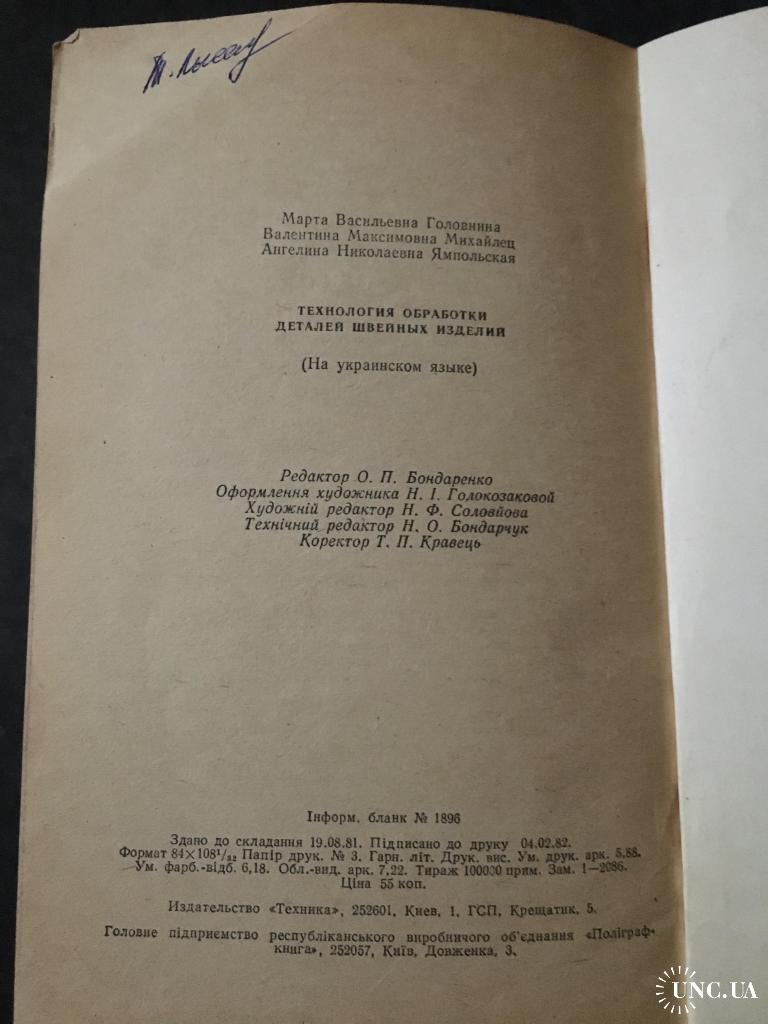 Марта Васильевна Головнина
Валентина Максимовна Михайлец
Ангелина Николаевна Ямпольская
ТЕХНОЛОГИЯ ОБРАБОТКИ
ДЕТАЛЕЙ ШВЕЙНЫХ ИЗДЕЛИЙ
(На украинском языке)
Редактор О. П. Бондаренко
Оформлення художника Н. І. Голокозакової
Художній редактор Н. Ф. Соловйова
Технічний редактор Н. О. Бондарчук
Коректор Т. П. Кравець
Інформ. бланк № 1896
Здано до складання 19.08.81. Підписано до друку 04.02.82.
Формат 84×108¹/₃₂ Папір друк. № 3. Гарн. літ. Друк. вис. Ум. друк. арк. 5,88.
Ум. фарб.-відб. 6,18. Обл.-вид. арк. 7,22. Тираж 100000 прим. Зам. 1—2086.
Ціна 55 коп.
Издательство «Техника», 252601, Киев, 1, ГСП, Крещатик, 5.
Головне підприємство республіканського виробничого об'єднання «Поліграф-
книга», 252057, Київ, Довженка, 3.
UNC.UA